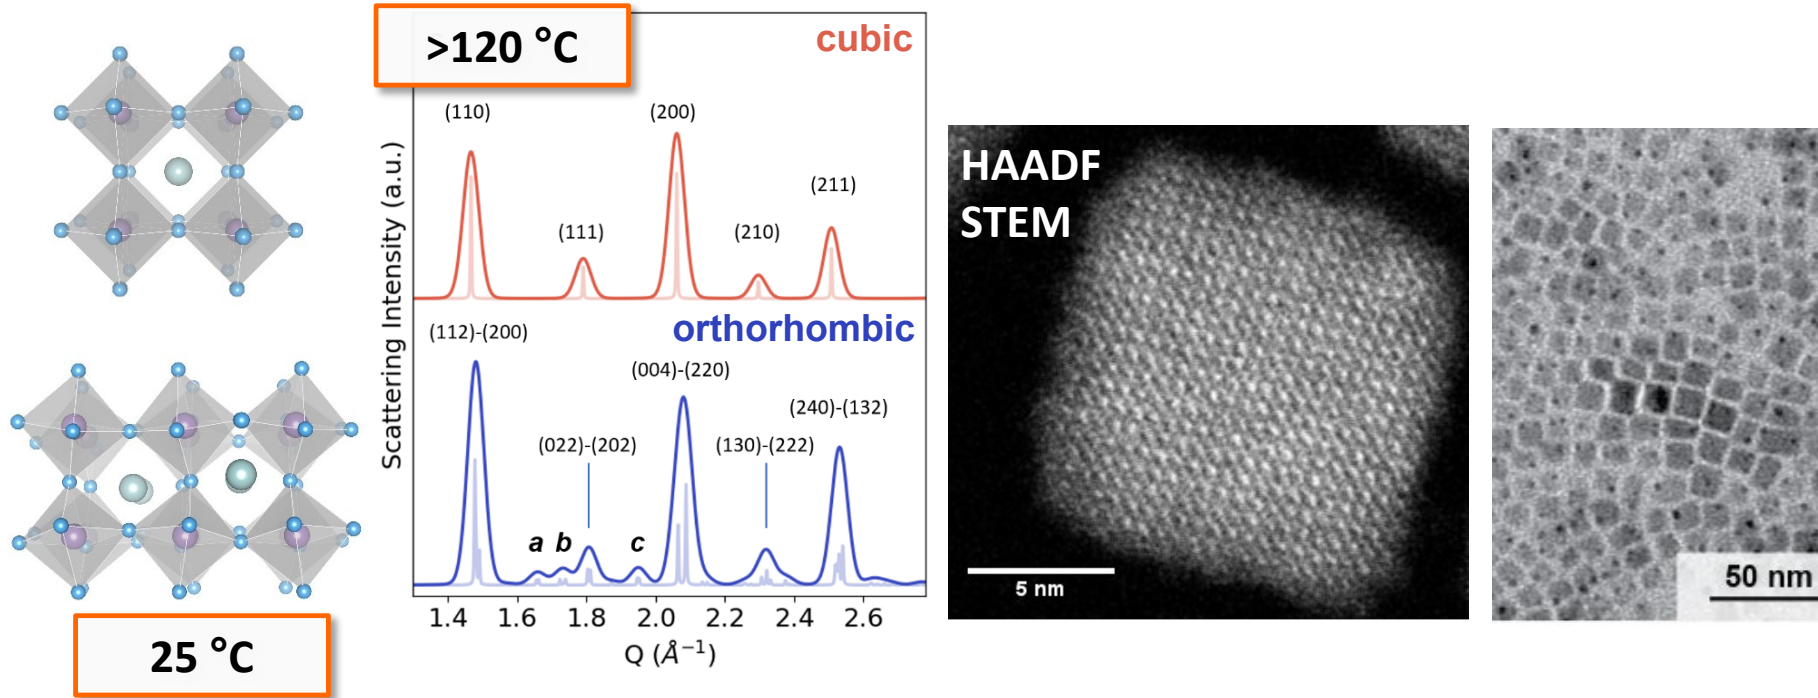 >120 °C
cubic
(110)
(200)
(211)
(111)
(210)
orthorhombic
(112)-(200)
(004)-(220)
(240)-(132)
(022)-(202)
(130)-(222)
a b c
Scattering Intensity (a.u.)
1.4 1.6 1.8 2.0 2.2 2.4 2.6
Q (Å⁻¹)
25 °C
HAADF
STEM
5 nm
50 nm